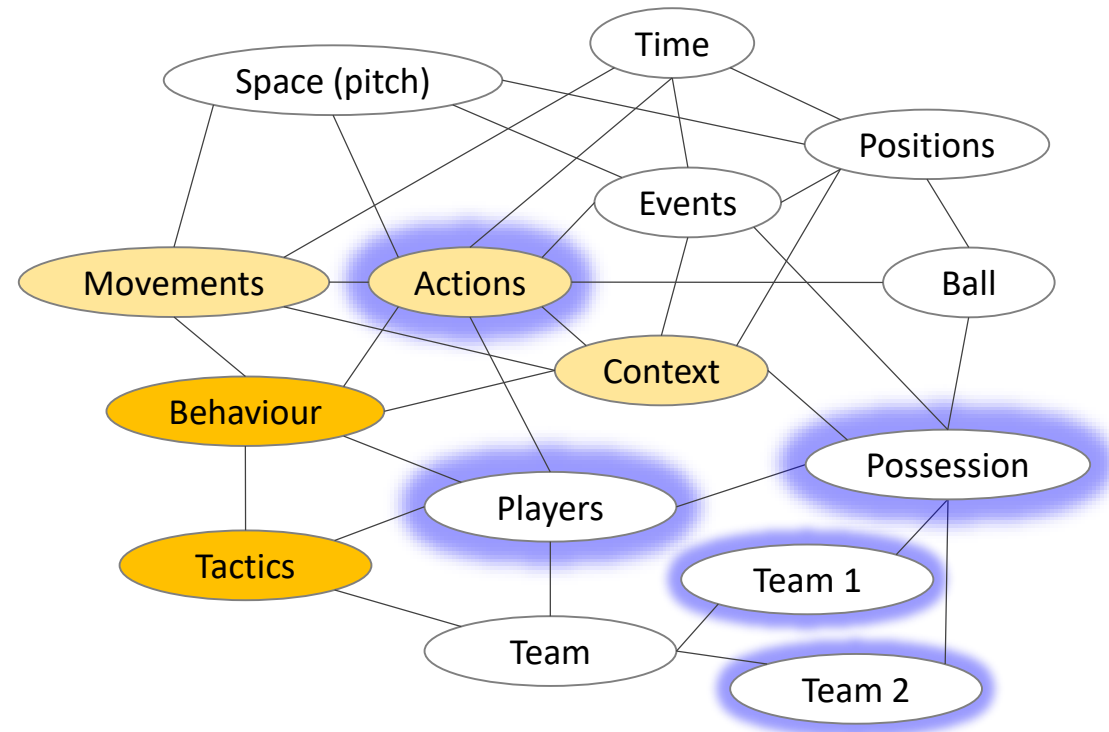 Time
Space (pitch)
Positions
Events
Movements
Actions
Ball
Context
Behaviour
Possession
Players
Tactics
Team 1
Team
Team 2